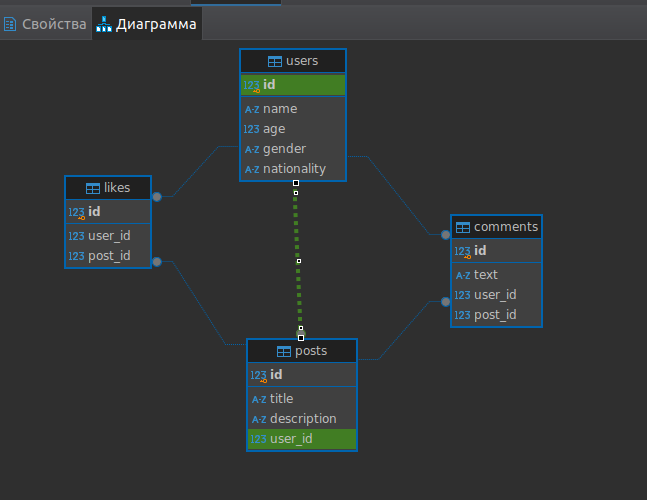 Свойства
Диаграмма
users
123 id
A-Z name
123 age
A-Z gender
A-Z nationality
likes
123 id
123 user_id
123 post_id
comments
123 id
A-Z text
123 user_id
123 post_id
posts
123 id
A-Z title
A-Z description
123 user_id